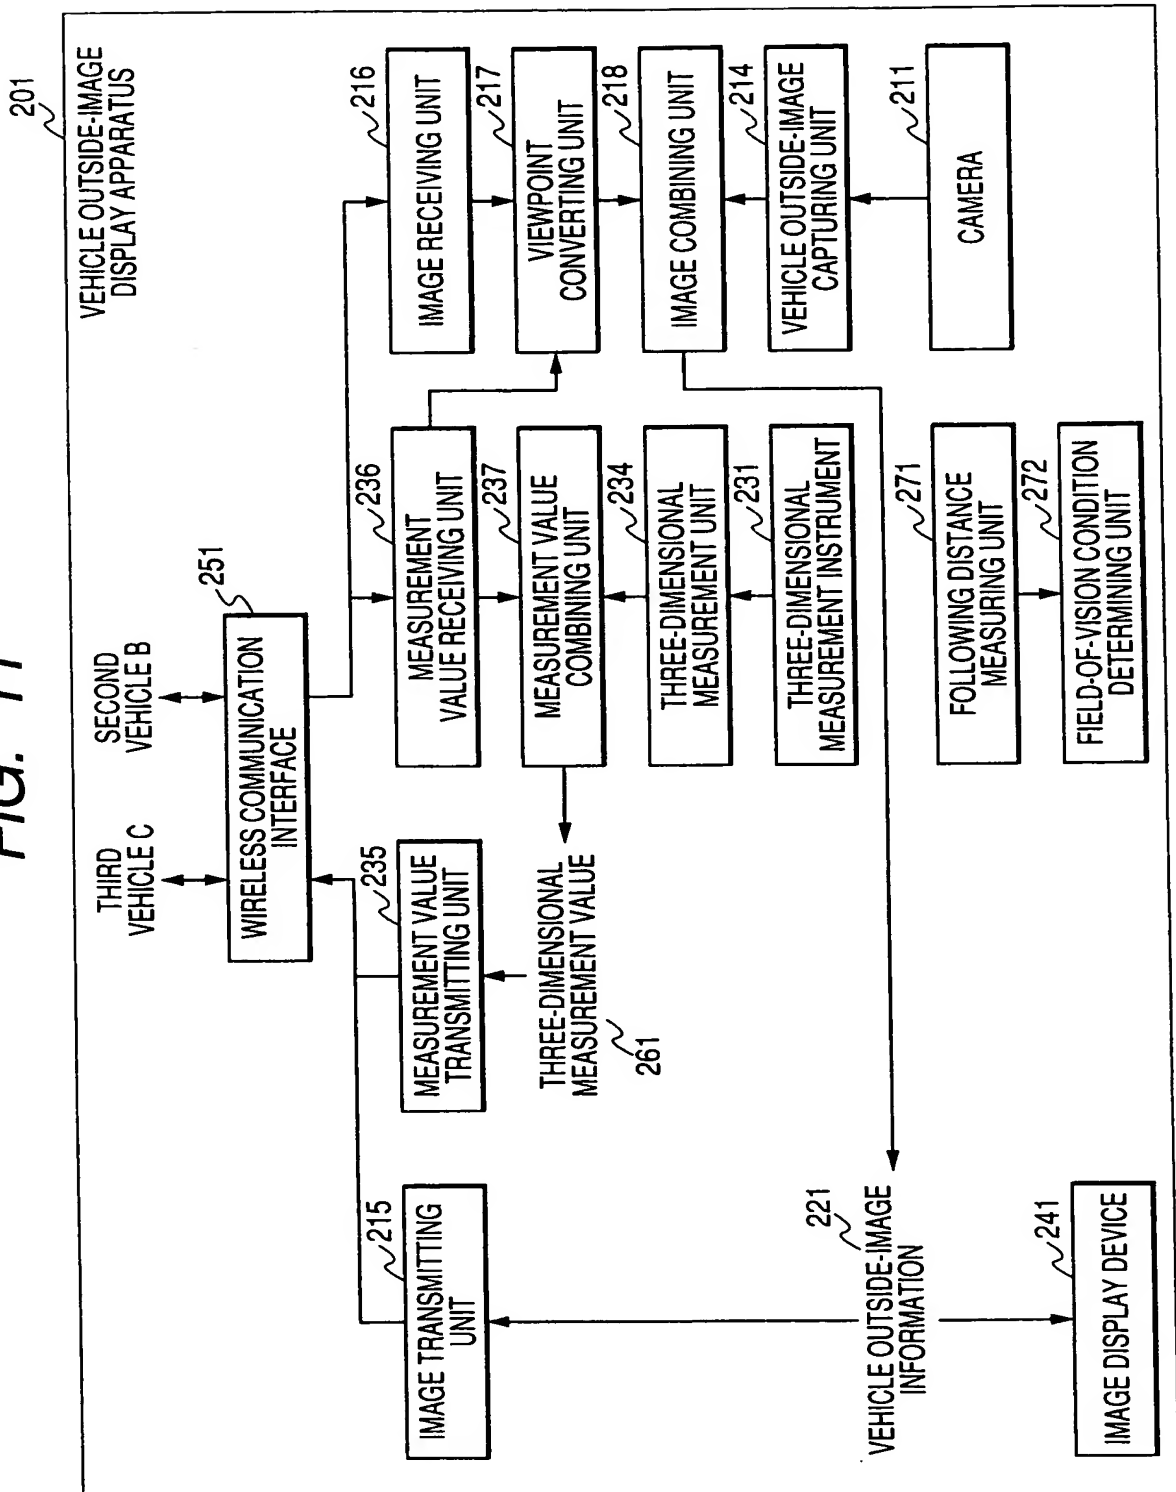 FIG. 11
201
VEHICLE OUTSIDE-IMAGE
DISPLAY APPARATUS
THIRD
VEHICLE C
SECOND
VEHICLE B
251
WIRELESS COMMUNICATION
INTERFACE
215
IMAGE TRANSMITTING
UNIT
235
MEASUREMENT VALUE
TRANSMITTING UNIT
236
MEASUREMENT
VALUE RECEIVING UNIT
216
IMAGE RECEIVING UNIT
THREE-DIMENSIONAL
MEASUREMENT VALUE
261
237
MEASUREMENT VALUE
COMBINING UNIT
217
VIEWPOINT
CONVERTING UNIT
234
THREE-DIMENSIONAL
MEASUREMENT UNIT
218
IMAGE COMBINING UNIT
231
THREE-DIMENSIONAL
MEASUREMENT INSTRUMENT
214
VEHICLE OUTSIDE-IMAGE
CAPTURING UNIT
221
VEHICLE OUTSIDE-IMAGE
INFORMATION
271
FOLLOWING DISTANCE
MEASURING UNIT
211
CAMERA
241
IMAGE DISPLAY DEVICE
272
FIELD-OF-VISION CONDITION
DETERMINING UNIT